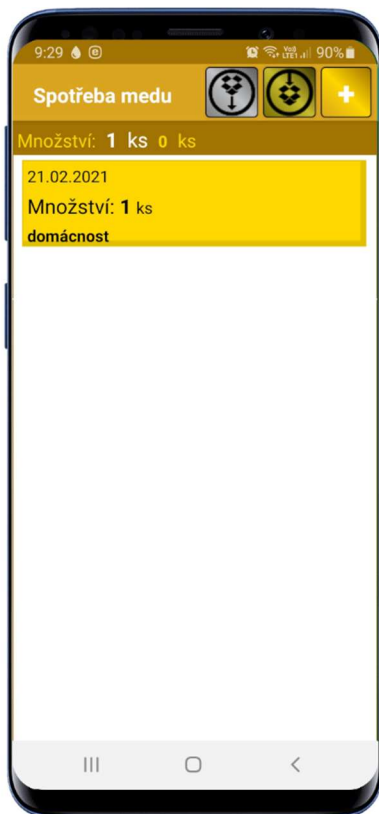 9:29 90%
Spotřeba medu +
Množství: 1 ks 0 ks
21.02.2021
Množství: 1 ks
domácnost